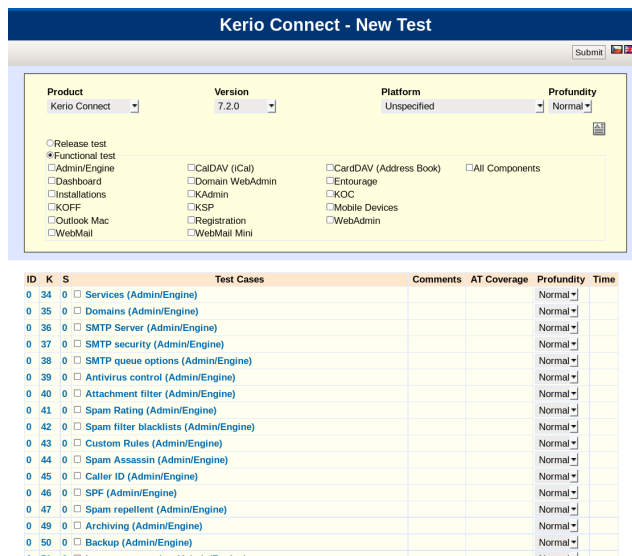 Kerio Connect - New Test
Submit
Product Version Platform Profundity
Kerio Connect 7.2.0 Unspecified Normal
Release test
Functional test
Admin/Engine CalDAV (iCal) CardDAV (Address Book) All Components
Dashboard Domain WebAdmin Entourage
Installations KAdmin KOC
KOFF KSP Mobile Devices
Outlook Mac Registration WebAdmin
WebMail WebMail Mini
ID K S Test Cases Comments AT Coverage Profundity Time
0 34 0 Services (Admin/Engine) Normal
0 35 0 Domains (Admin/Engine) Normal
0 36 0 SMTP Server (Admin/Engine) Normal
0 37 0 SMTP security (Admin/Engine) Normal
0 38 0 SMTP queue options (Admin/Engine) Normal
0 39 0 Antivirus control (Admin/Engine) Normal
0 40 0 Attachment filter (Admin/Engine) Normal
0 41 0 Spam Rating (Admin/Engine) Normal
0 42 0 Spam filter blacklists (Admin/Engine) Normal
0 43 0 Custom Rules (Admin/Engine) Normal
0 44 0 Spam Assassin (Admin/Engine) Normal
0 45 0 Caller ID (Admin/Engine) Normal
0 46 0 SPF (Admin/Engine) Normal
0 47 0 Spam repellent (Admin/Engine) Normal
0 49 0 Archiving (Admin/Engine) Normal
0 50 0 Backup (Admin/Engine) Normal